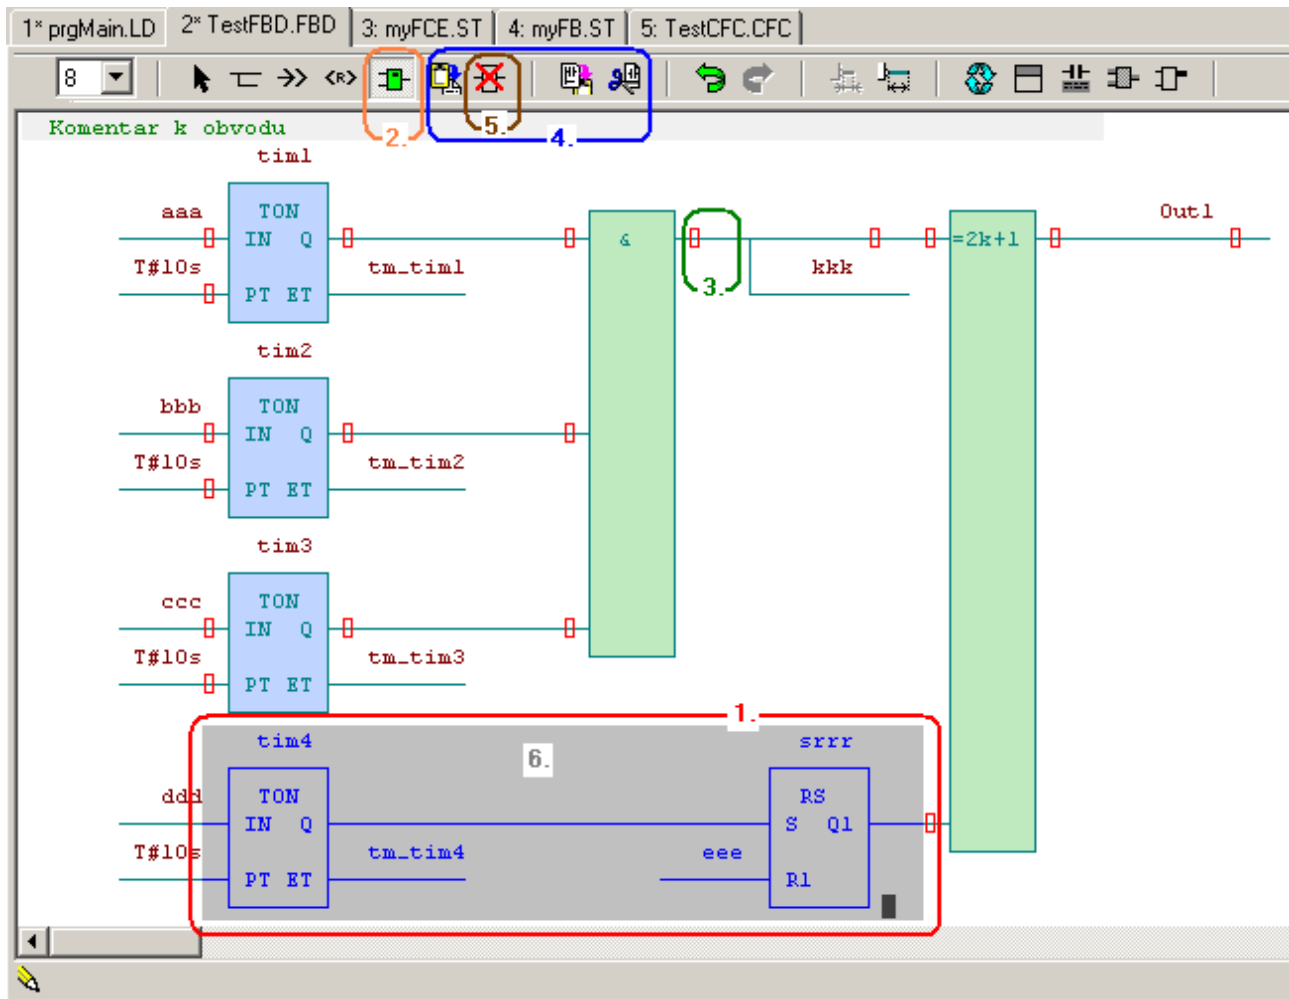 1* prgMain.LD 2* TestFBD.FBD 3: myFCE.ST 4: myFB.ST 5: TestCFC.CFC
8 <R>
2. 5. 4.
Komentar k obvodu
tim1
aaa TON Out1
IN Q & =2k+1
T#10s tm_tim1 3. kkk
PT ET
tim2
bbb TON
IN Q
T#10s tm_tim2
PT ET
tim3
ccc TON
IN Q
T#10s tm_tim3
PT ET
1.
tim4 6. srrr
ddd TON RS
IN Q S Q1
T#10s tm_tim4 eee
PT ET R1